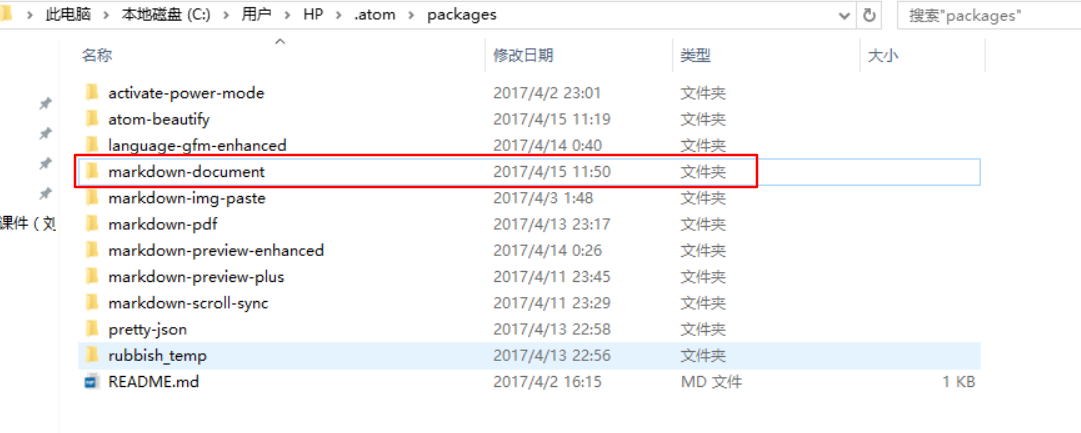 此电脑 › 本地磁盘 (C:) › 用户 › HP › .atom › packages 搜索"packages"
名称 修改日期 类型 大小
activate-power-mode 2017/4/2 23:01 文件夹
atom-beautify 2017/4/15 11:19 文件夹
language-gfm-enhanced 2017/4/14 0:40 文件夹
markdown-document 2017/4/15 11:50 文件夹
markdown-img-paste 2017/4/3 1:48 文件夹
课件（刘
markdown-pdf 2017/4/13 23:17 文件夹
markdown-preview-enhanced 2017/4/14 0:26 文件夹
markdown-preview-plus 2017/4/11 23:45 文件夹
markdown-scroll-sync 2017/4/11 23:29 文件夹
pretty-json 2017/4/13 22:58 文件夹
rubbish_temp 2017/4/13 22:56 文件夹
README.md 2017/4/2 16:15 MD 文件 1 KB